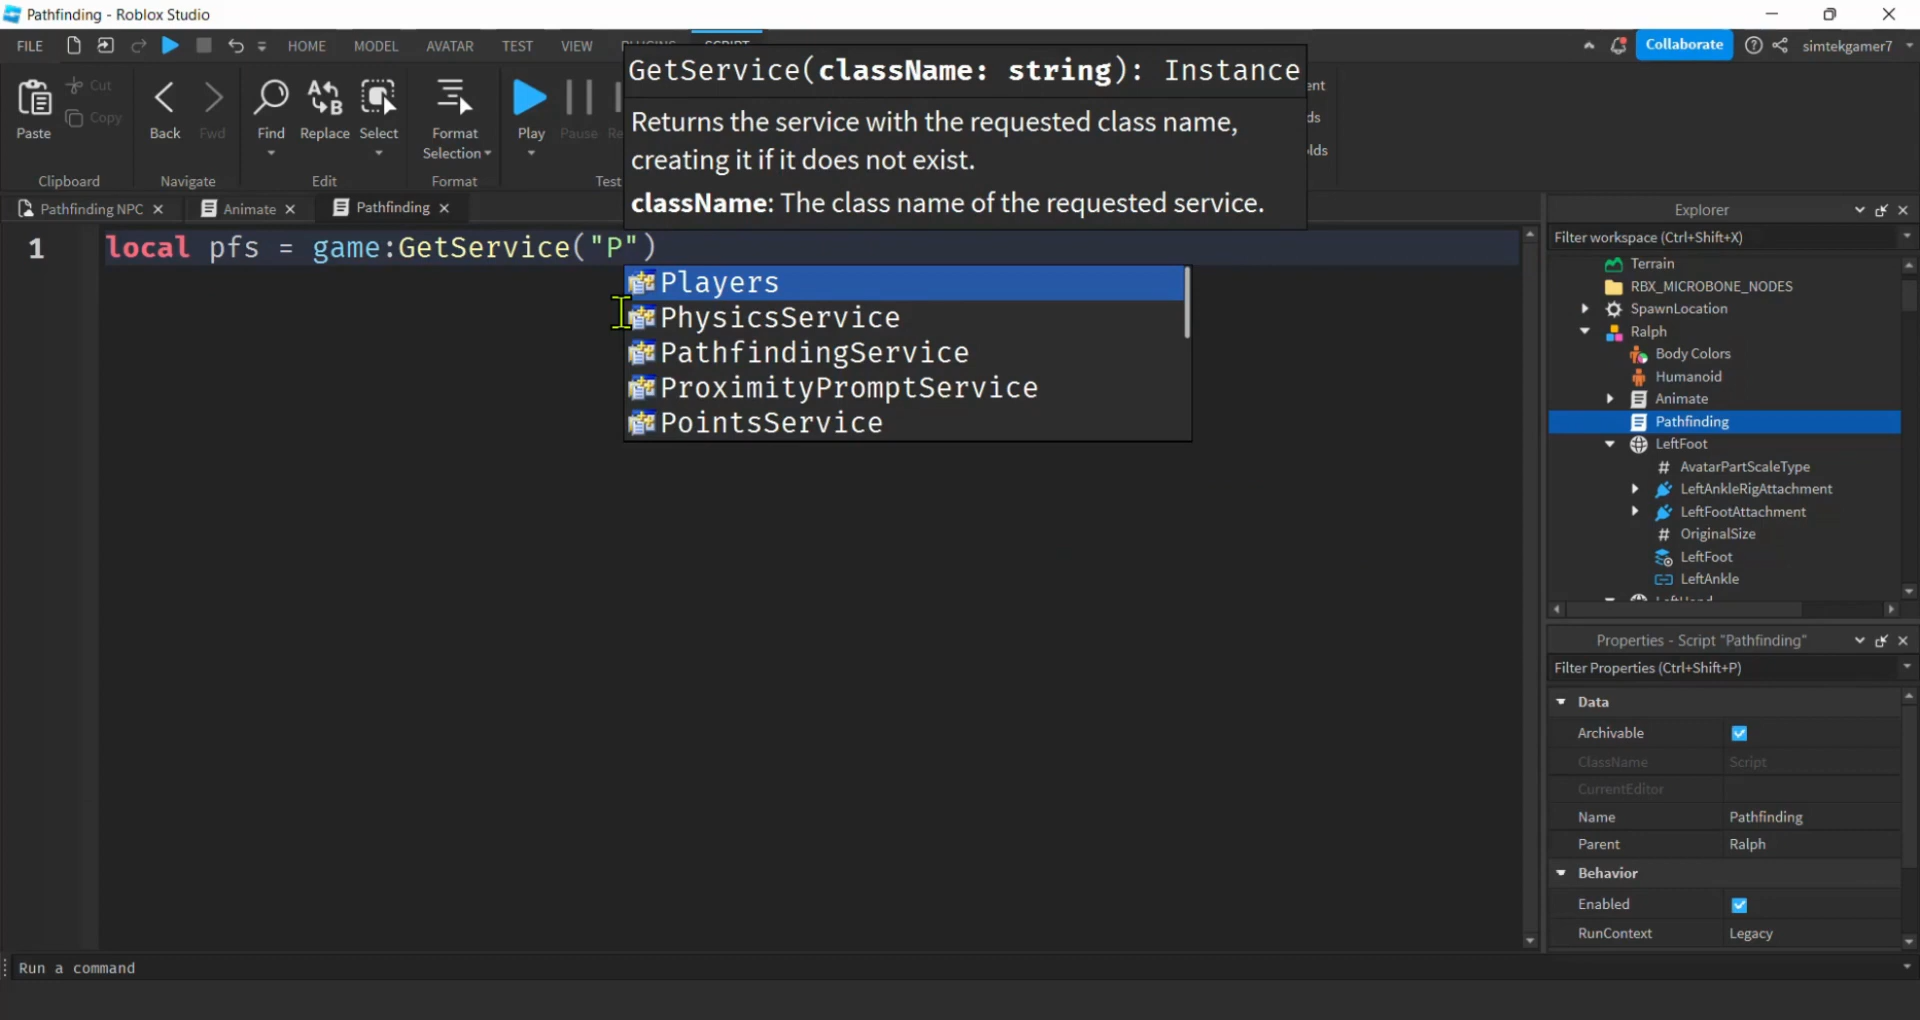 Pathfinding - Roblox Studio
FILE HOME MODEL AVATAR TEST VIEW
Collaborate simtekgamer7
GetService(className: string): Instance
Returns the service with the requested class name,
creating it if it does not exist.
className: The class name of the requested service.
Paste Cut Copy
Back Fwd
Find Replace Select
Format Selection
Play Pause
Clipboard Navigate Edit Format Test
Pathfinding NPC Animate Pathfinding
1 local pfs = game:GetService("P")
Players
PhysicsService
PathfindingService
ProximityPromptService
PointsService
Explorer
Filter workspace (Ctrl+Shift+X)
Terrain
RBX_MICROBONE_NODES
SpawnLocation
Ralph
Body Colors
Humanoid
Animate
Pathfinding
LeftFoot
# AvatarPartScaleType
LeftAnkleRigAttachment
LeftFootAttachment
# OriginalSize
LeftFoot
LeftAnkle
Properties - Script "Pathfinding"
Filter Properties (Ctrl+Shift+P)
Data
Archivable
ClassName Script
CurrentEditor
Name Pathfinding
Parent Ralph
Behavior
Enabled
RunContext Legacy
Run a command